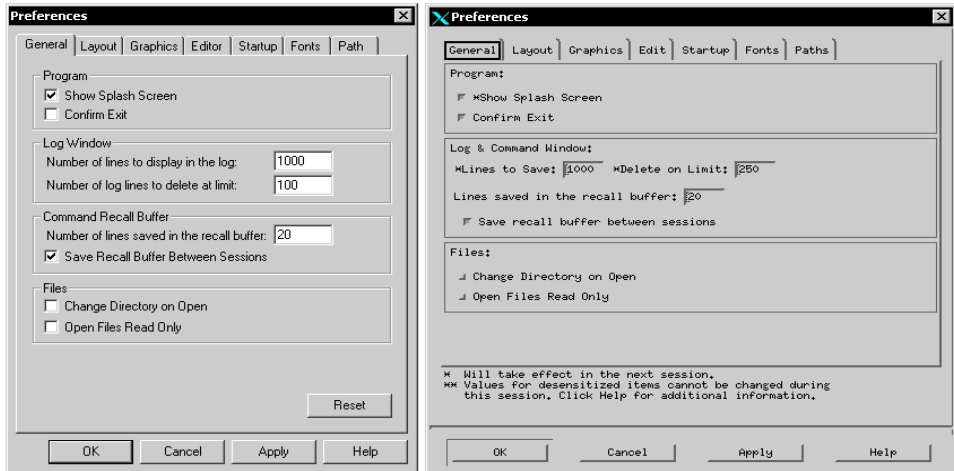 Preferences
General Layout Graphics Editor Startup Fonts Path
Program
Show Splash Screen
Confirm Exit
Log Window
Number of lines to display in the log: 1000
Number of log lines to delete at limit: 100
Command Recall Buffer
Number of lines saved in the recall buffer: 20
Save Recall Buffer Between Sessions
Files
Change Directory on Open
Open Files Read Only
Reset
OK Cancel Apply Help
Preferences
General Layout Graphics Edit Startup Fonts Paths
Program:
*Show Splash Screen
Confirm Exit
Log & Command Window:
*Lines to Save: 1000 *Delete on Limit: 250
Lines saved in the recall buffer: 20
Save recall buffer between sessions
Files:
Change Directory on Open
Open Files Read Only
* Will take effect in the next session.
** Values for desensitized items cannot be changed during
this session. Click Help for additional information.
OK Cancel Apply Help